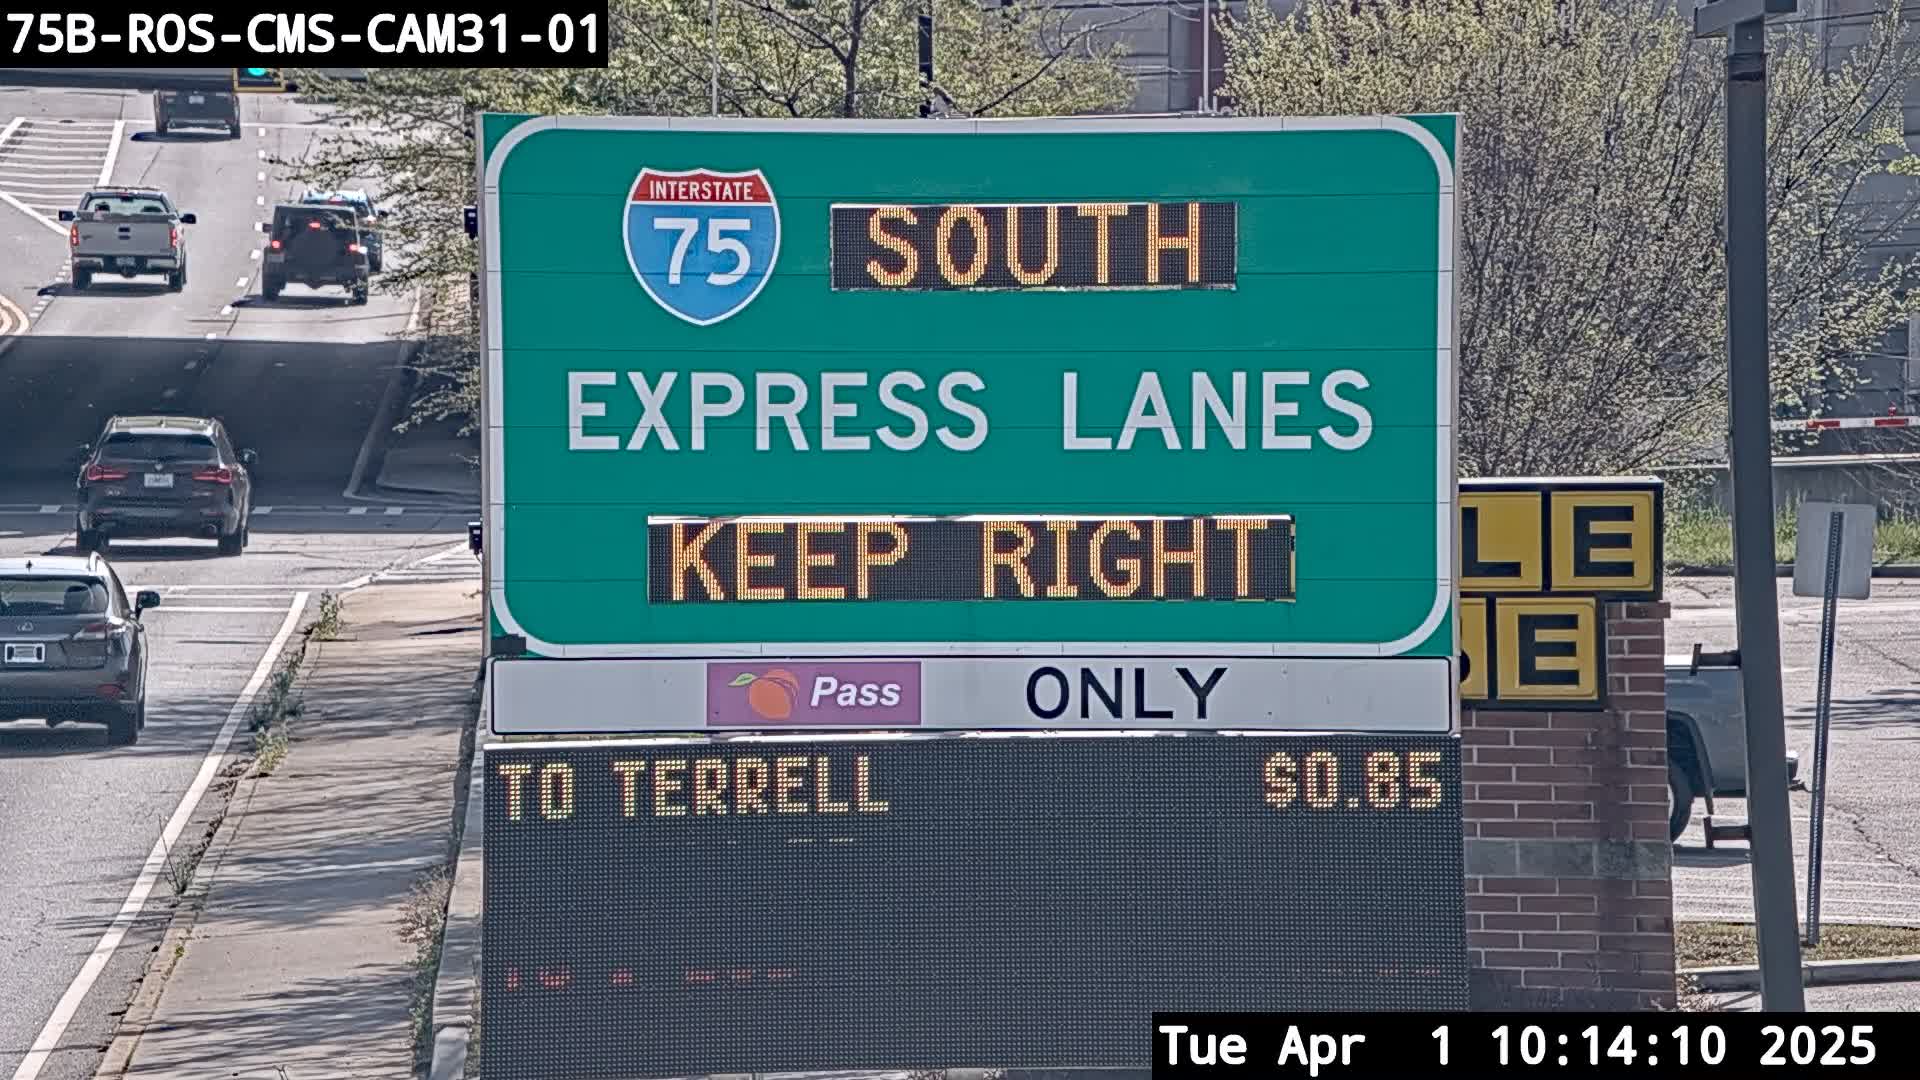 75B-ROS-CMS-CAM31-01
INTERSTATE
75
SOUTH
EXPRESS LANES
KEEP RIGHT
LE
E
Pass ONLY
TO TERRELL $0.85
Tue Apr 1 10:14:10 2025